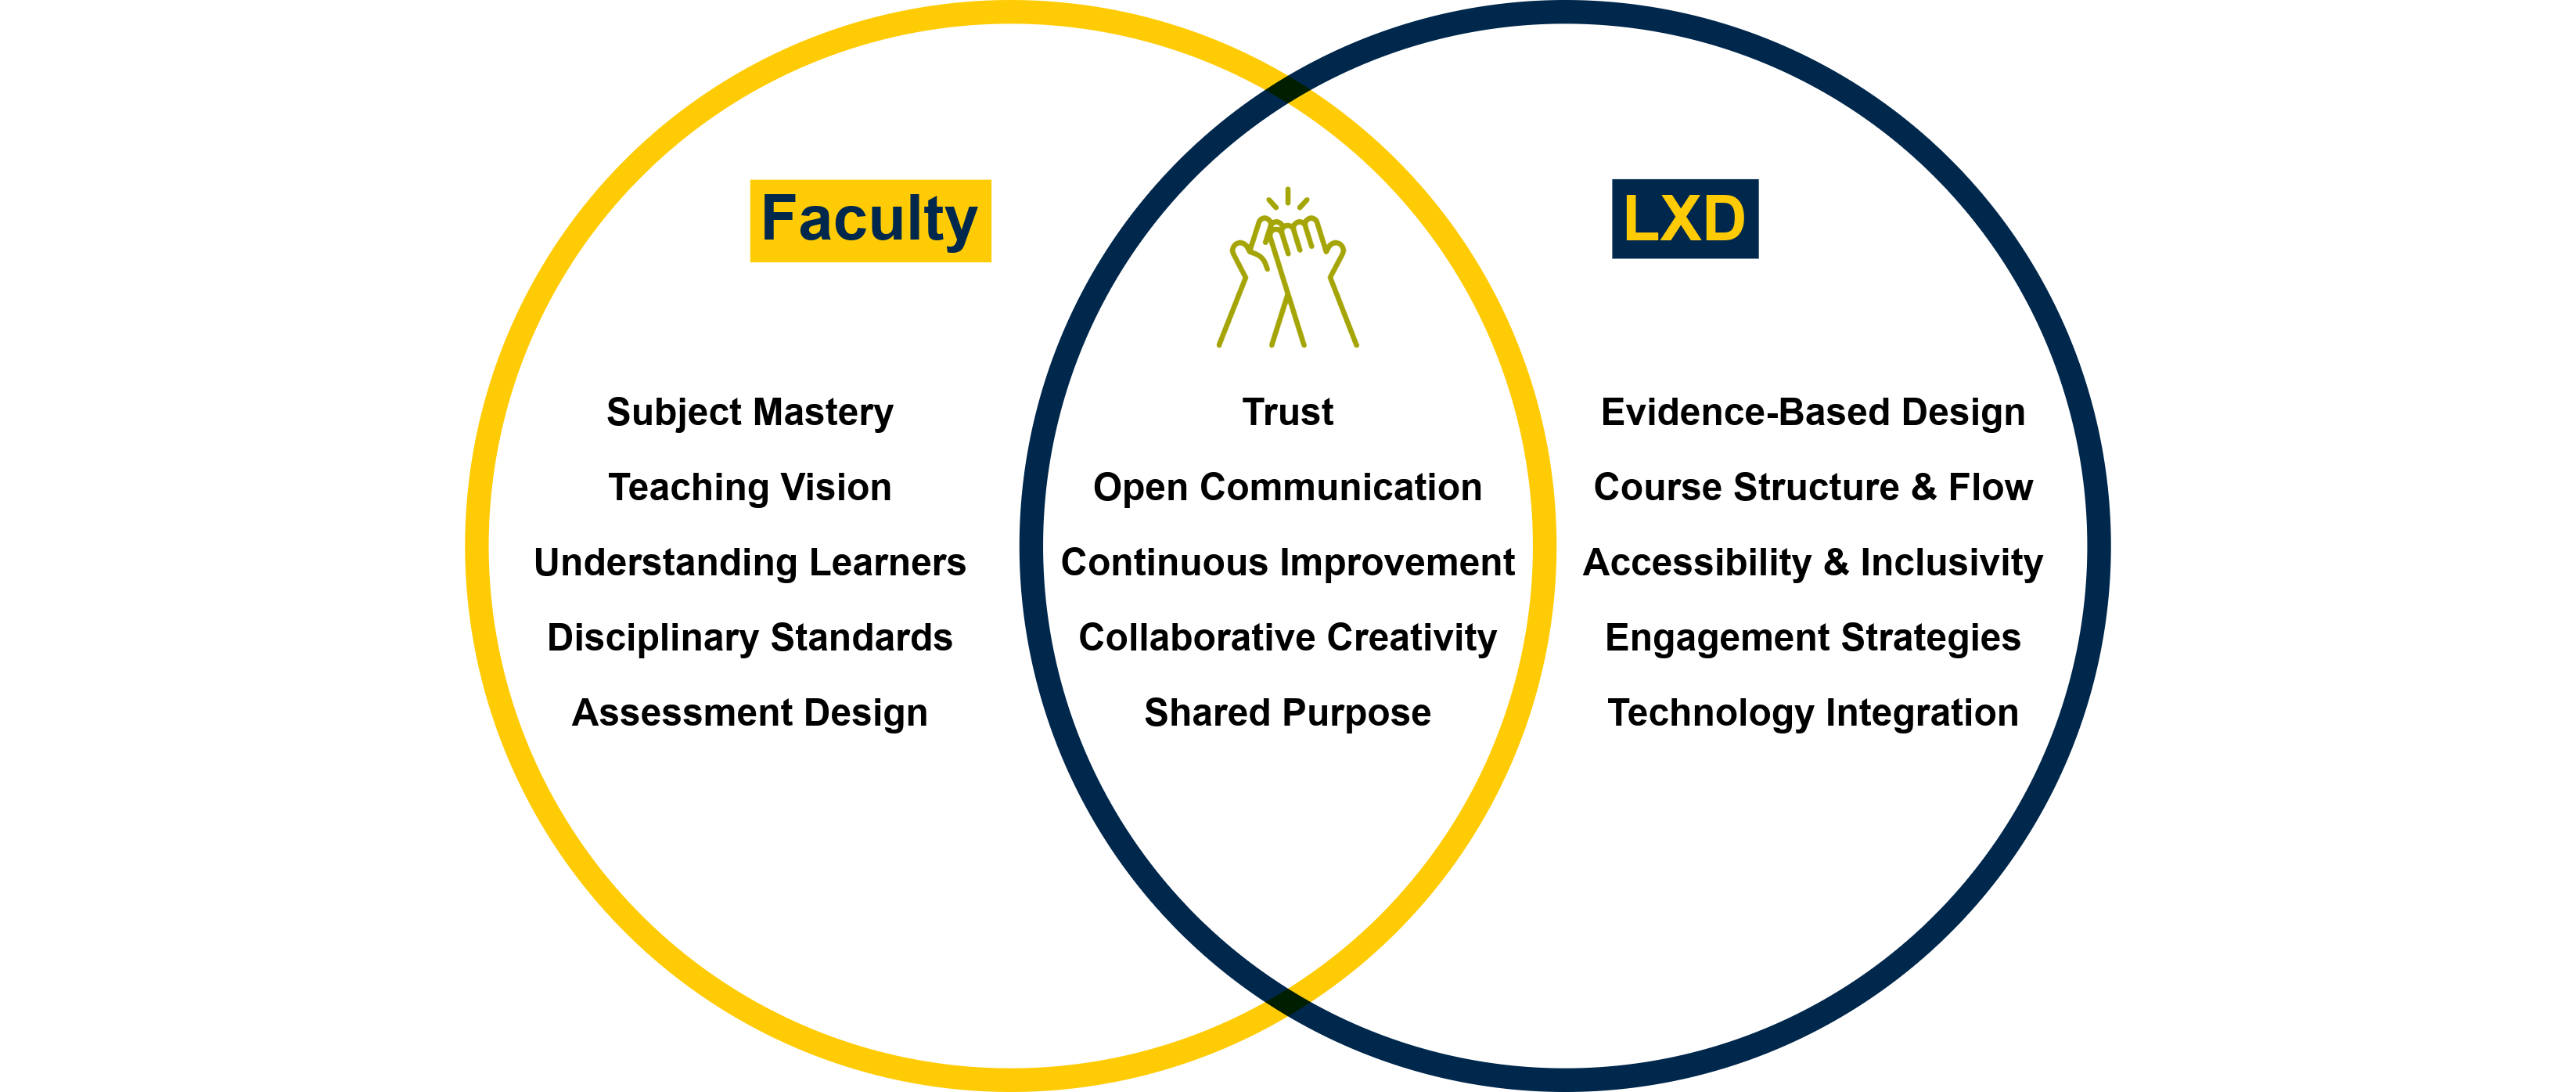 Faculty
Subject Mastery
Teaching Vision
Understanding Learners
Disciplinary Standards
Assessment Design
Trust
Open Communication
Continuous Improvement
Collaborative Creativity
Shared Purpose
LXD
Evidence-Based Design
Course Structure & Flow
Accessibility & Inclusivity
Engagement Strategies
Technology Integration